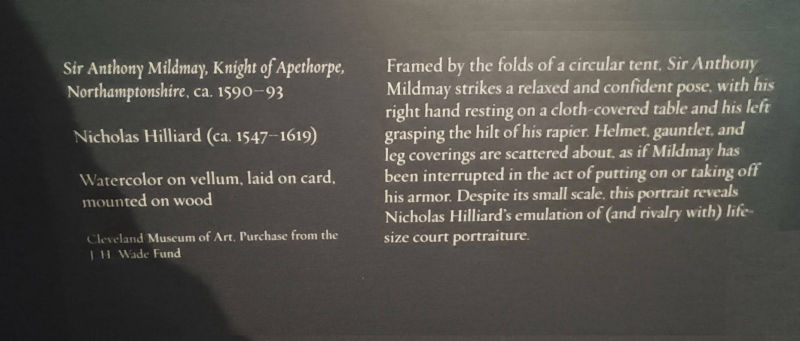 Sir Anthony Mildmay, Knight of Apethorpe,
Northamptonshire, ca. 1590–93
Nicholas Hilliard (ca. 1547–1619)
Watercolor on vellum, laid on card,
mounted on wood
Cleveland Museum of Art, Purchase from the
J. H. Wade Fund
Framed by the folds of a circular tent, Sir Anthony
Mildmay strikes a relaxed and confident pose, with his
right hand resting on a cloth-covered table and his left
grasping the hilt of his rapier. Helmet, gauntlet, and
leg coverings are scattered about, as if Mildmay has
been interrupted in the act of putting on or taking off
his armor. Despite its small scale, this portrait reveals
Nicholas Hilliard's emulation of (and rivalry with) life-
size court portraiture.